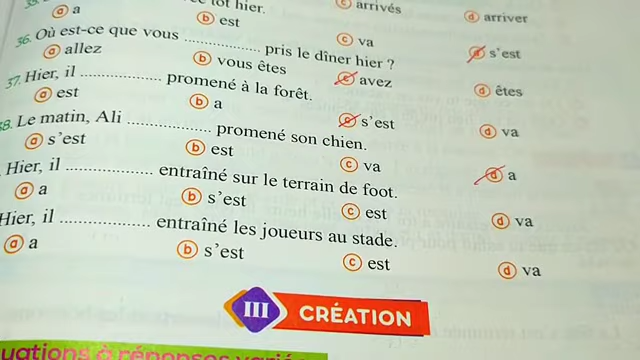 tôt hier.
ⓐ a ⓑ est ⓒ arrivés ⓓ arriver
36. Où est-ce que vous .................. pris le dîner hier ?
ⓐ allez ⓑ vous êtes ⓒ va ⓓ s'est
37. Hier, il .................. promené à la forêt. ⓒ avez ⓓ êtes
ⓐ est ⓑ a ⓒ s'est ⓓ va
38. Le matin, Ali .................. promené son chien.
ⓐ s'est ⓑ est ⓒ va ⓓ a
Hier, il .................. entraîné sur le terrain de foot.
ⓐ a ⓑ s'est ⓒ est ⓓ va
Hier, il .................. entraîné les joueurs au stade.
ⓐ a ⓑ s'est ⓒ est ⓓ va
III CRÉATION